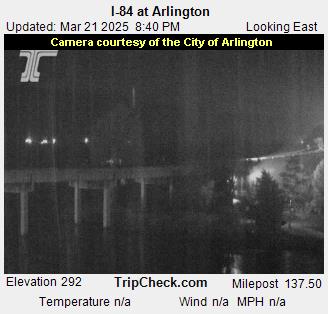 I-84 at Arlington
Updated: Mar 21 2025 8:40 PM Looking East
Camera courtesy of the City of Arlington
Elevation 292 TripCheck.com Milepost 137.50
Temperature n/a Wind n/a MPH n/a